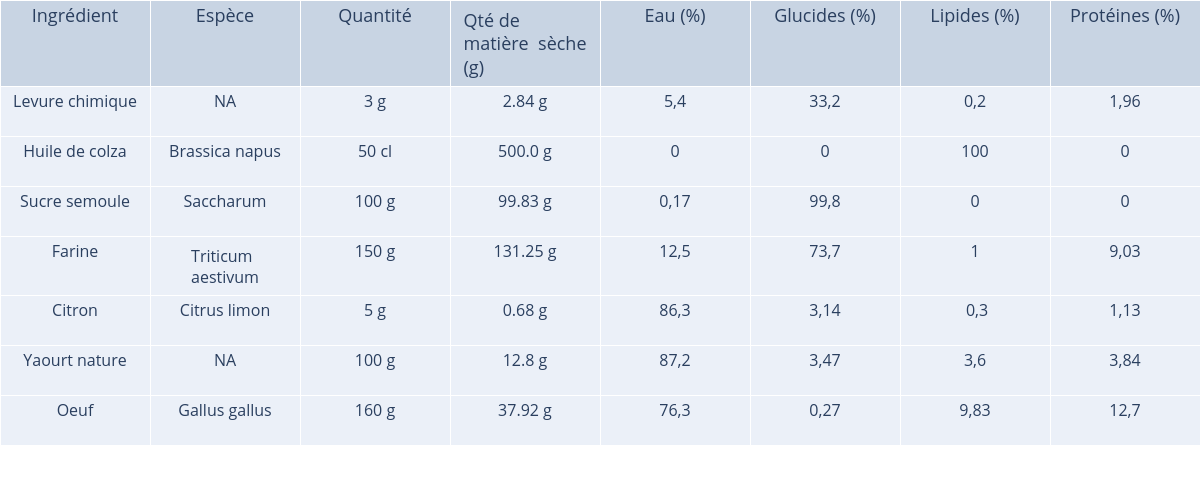 Ingrédient Espèce Quantité Qté de matière sèche (g) Eau (%) Glucides (%) Lipides (%) Protéines (%)
Levure chimique NA 3 g 2.84 g 5,4 33,2 0,2 1,96
Huile de colza Brassica napus 50 cl 500.0 g 0 0 100 0
Sucre semoule Saccharum 100 g 99.83 g 0,17 99,8 0 0
Farine Triticum aestivum 150 g 131.25 g 12,5 73,7 1 9,03
Citron Citrus limon 5 g 0.68 g 86,3 3,14 0,3 1,13
Yaourt nature NA 100 g 12.8 g 87,2 3,47 3,6 3,84
Oeuf Gallus gallus 160 g 37.92 g 76,3 0,27 9,83 12,7